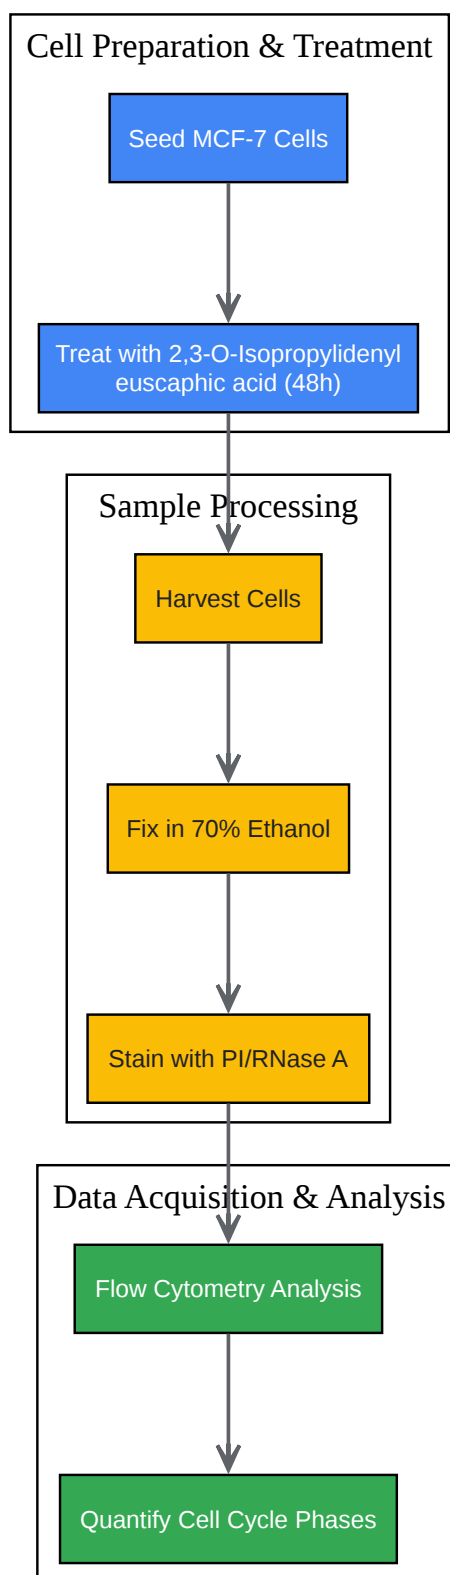 Cell Preparation & Treatment
Seed MCF-7 Cells
Treat with 2,3-O-Isopropylidenyl
euscaphic acid (48h)
Sample Processing
Harvest Cells
Fix in 70% Ethanol
Stain with PI/RNase A
Data Acquisition & Analysis
Flow Cytometry Analysis
Quantify Cell Cycle Phases